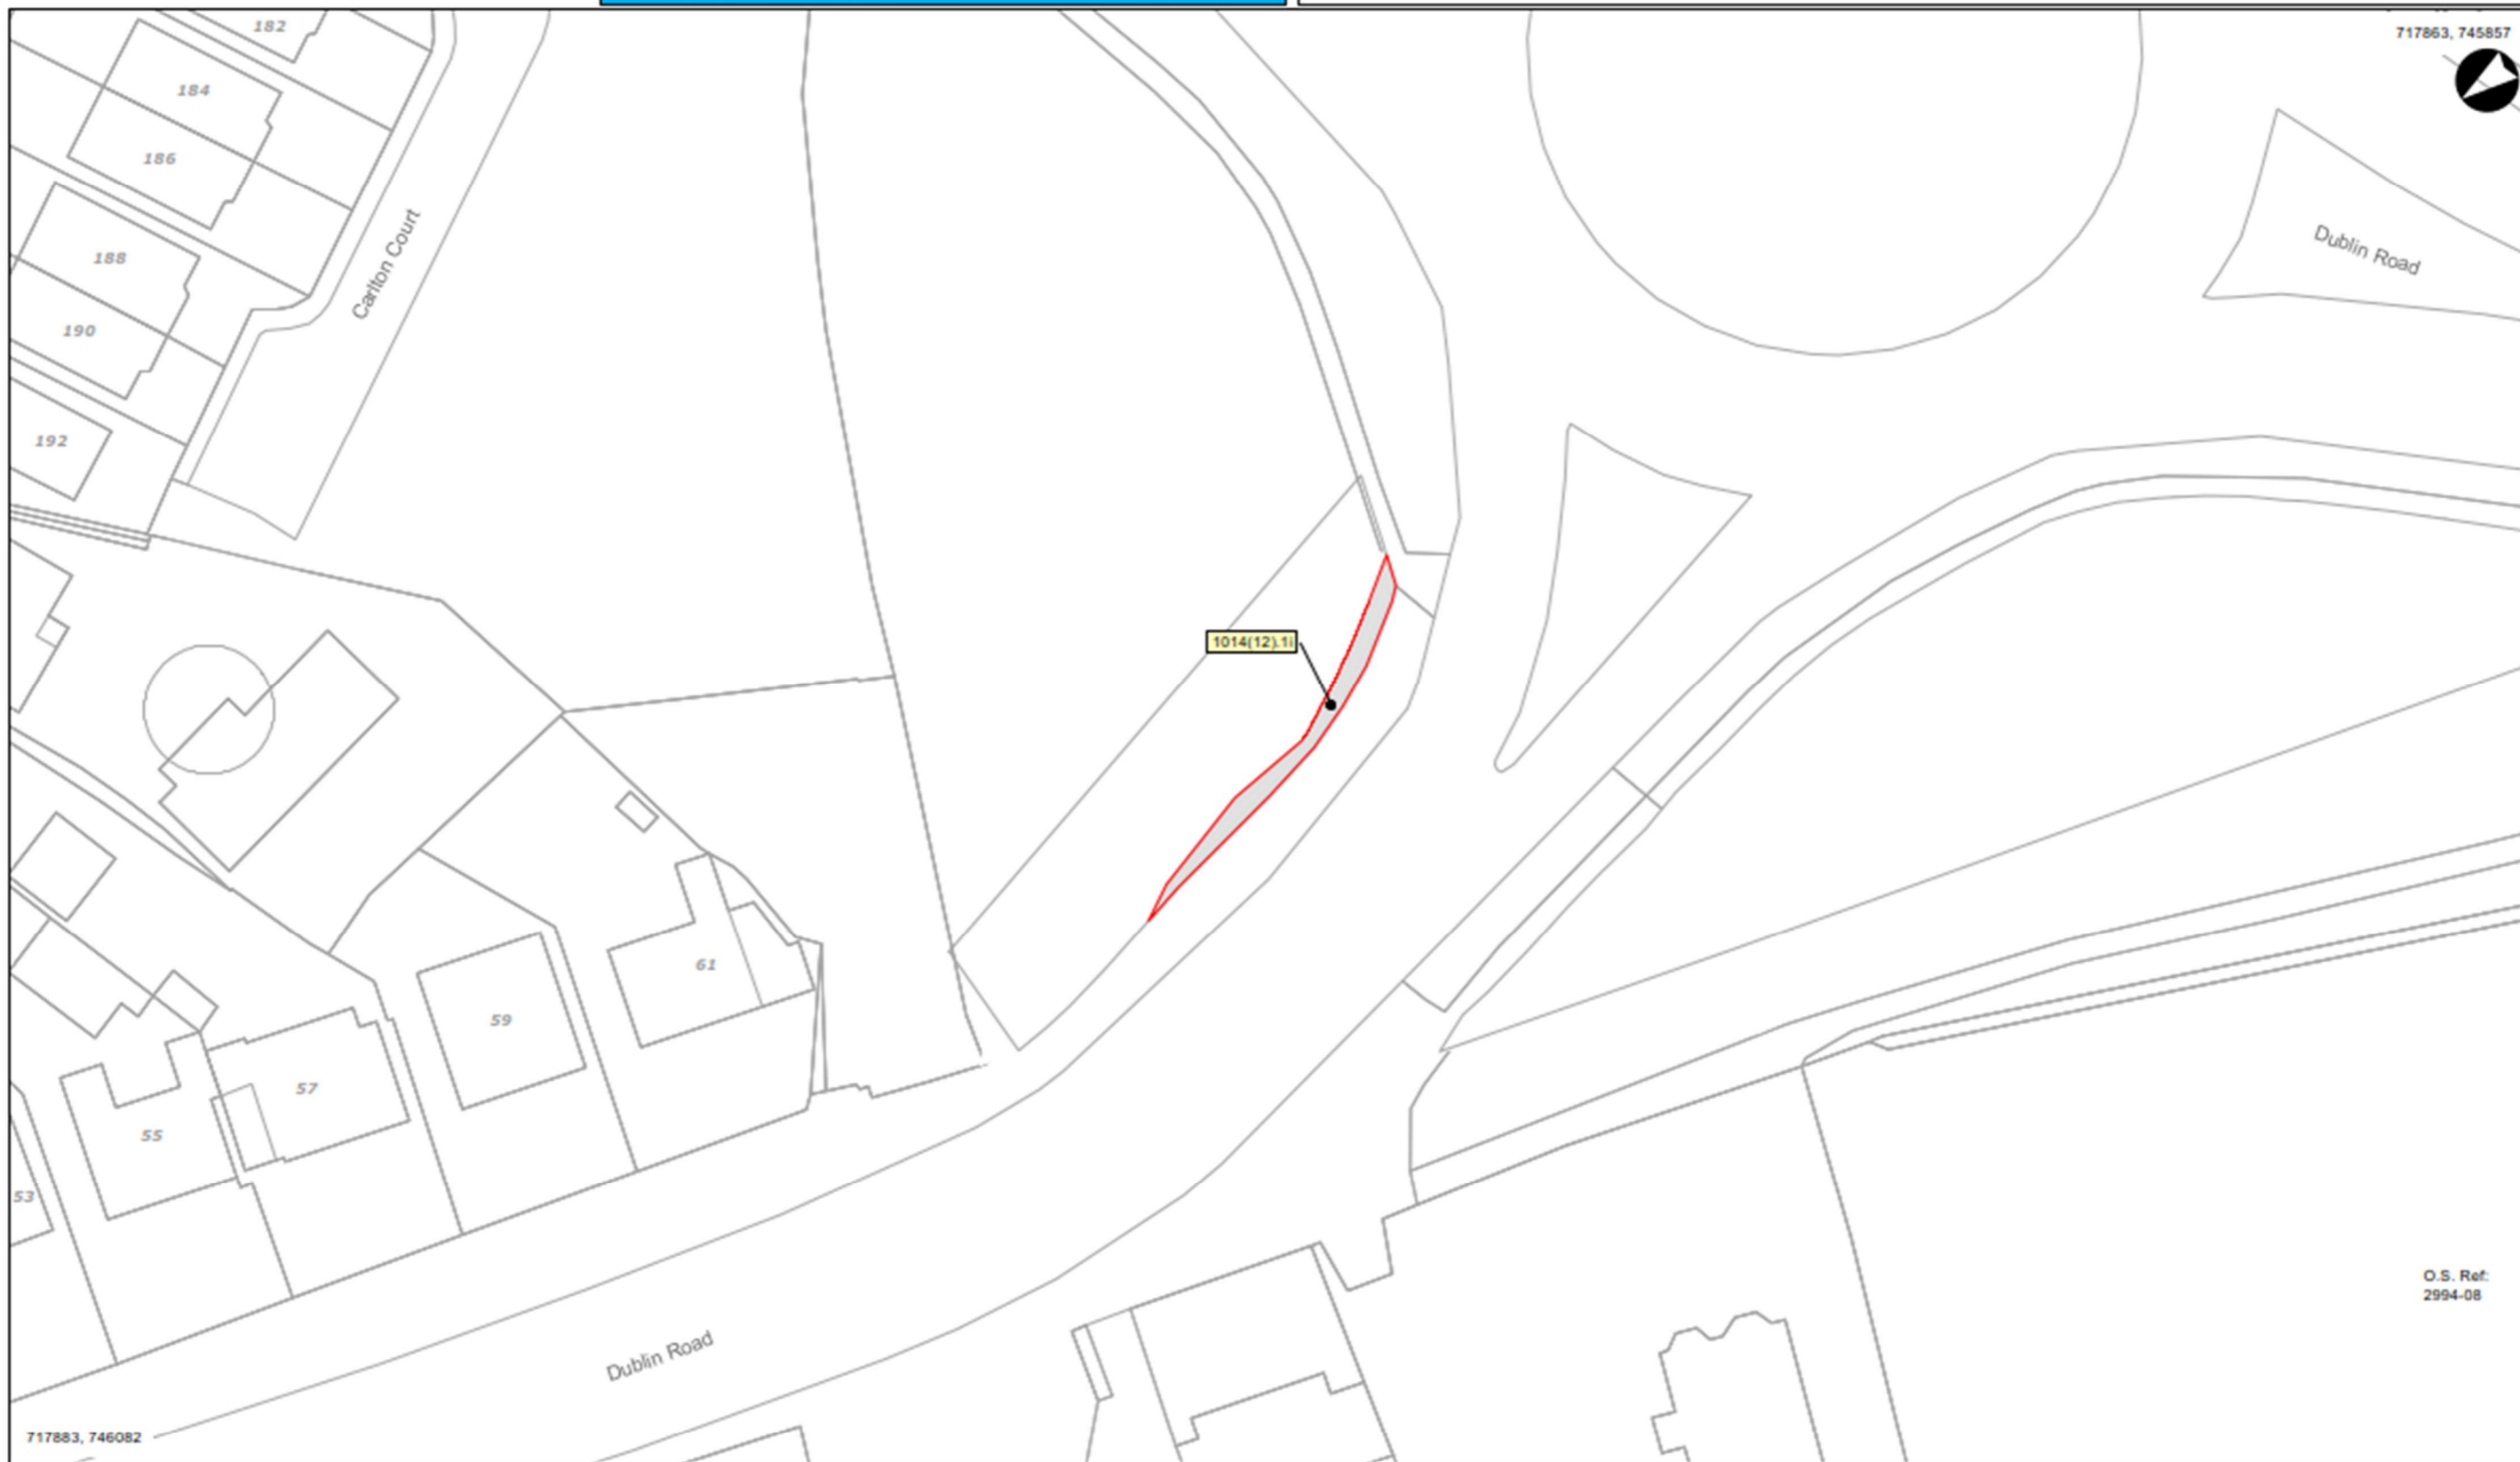 182
717863, 745857
184
186
Carlton Court
Dublin Road
188
190
192
1014(12).1i
61
59
57
55
53
O.S. Ref:
2994-08
Dublin Road
717883, 746082